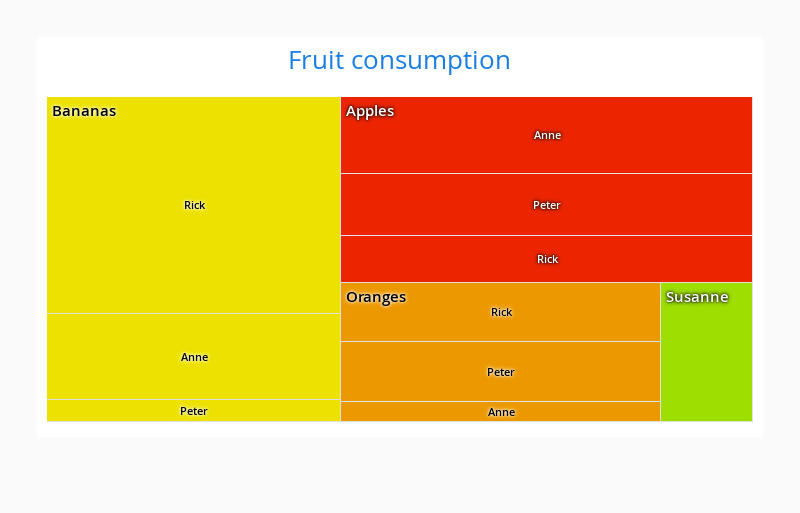 Fruit consumption
Bananas
Rick
Anne
Peter
Apples
Anne
Peter
Rick
Oranges
Rick
Peter
Anne
Susanne